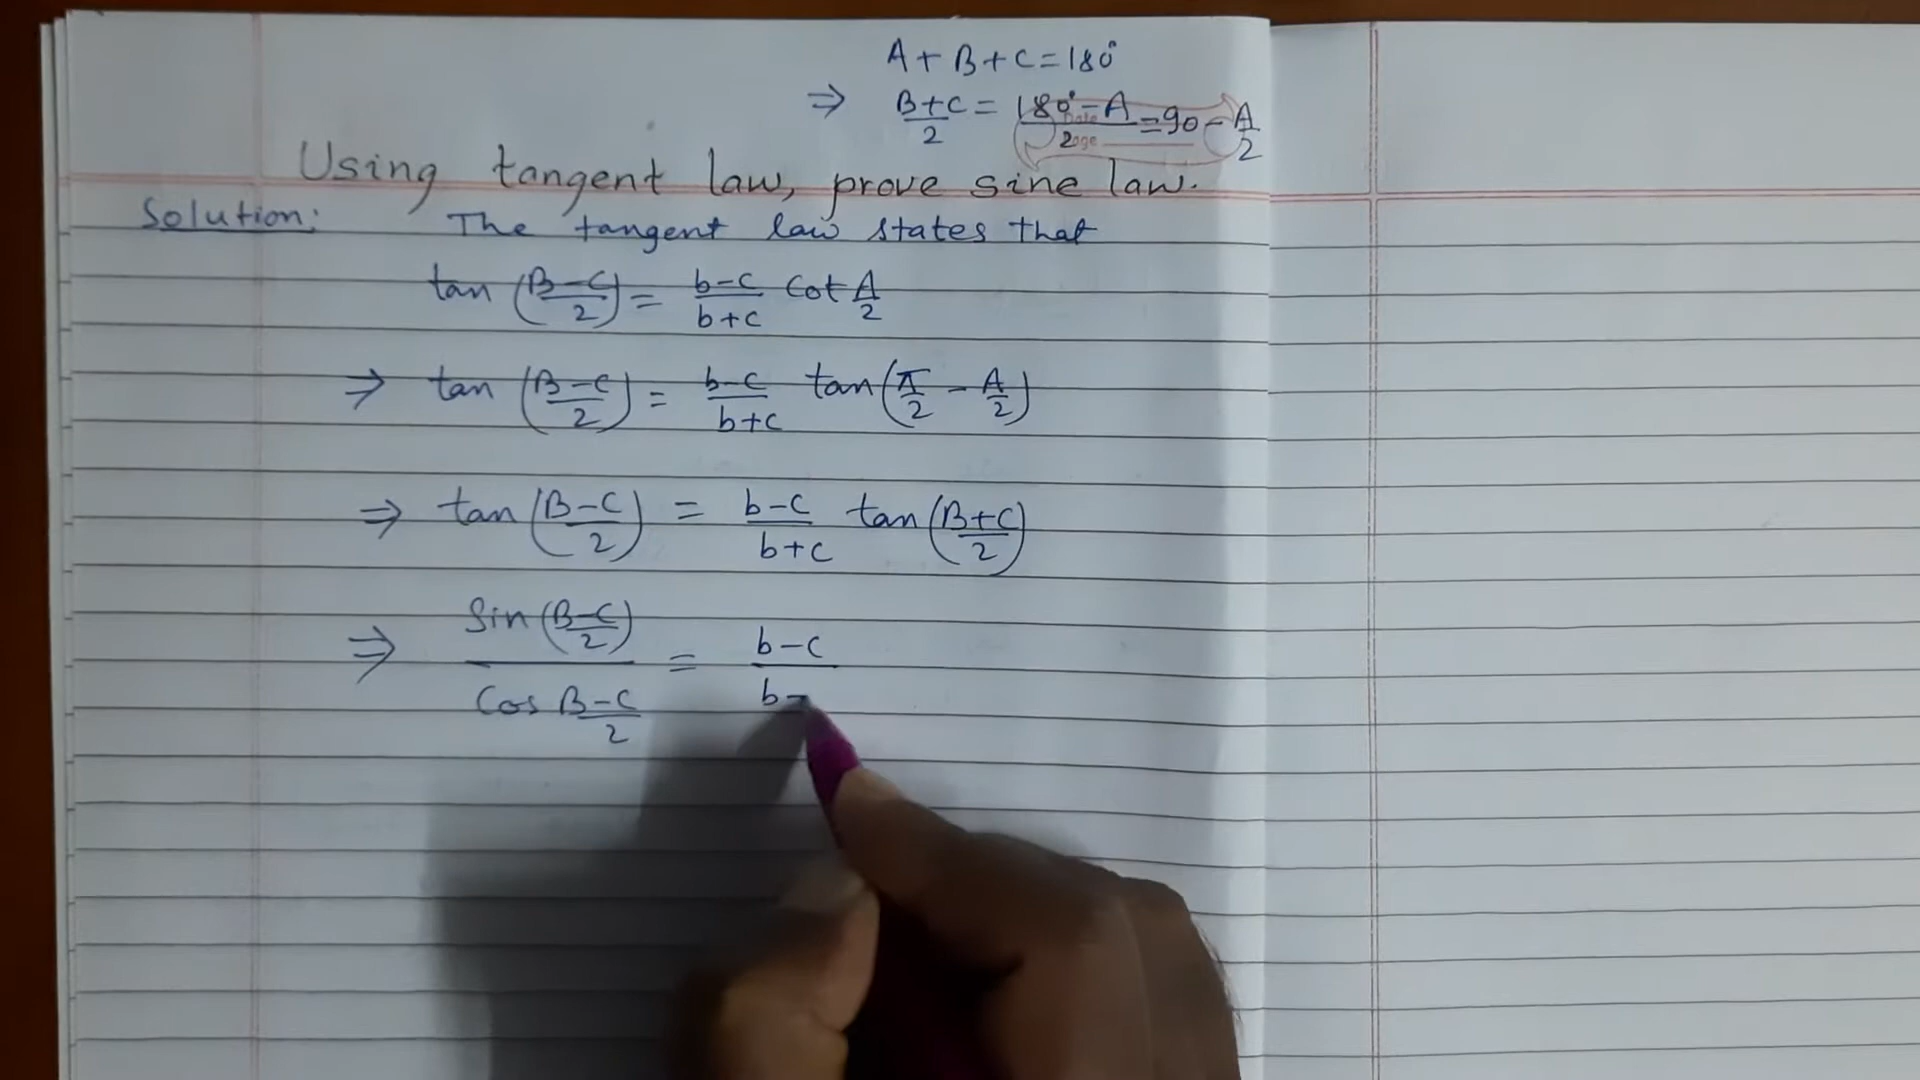 A + B + C = 180°
⇒ B+C/2 = 180°-A/2 = 90 - A/2
Using tangent law, prove sine law.
Solution: The tangent law states that
tan (B-C/2) = b-c/b+c cot A/2
⇒ tan (B-C/2) = b-c/b+c tan(π/2 - A/2)
⇒ tan (B-C/2) = b-c/b+c tan(B+C/2)
⇒ Sin (B-C/2)/Cos B-C/2 = b-c/b-